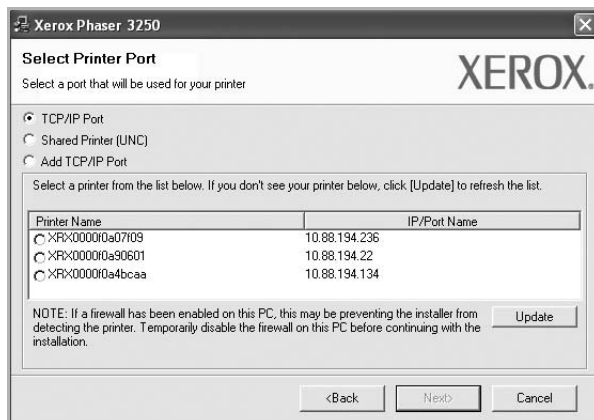 Xerox Phaser 3250
Select Printer Port
Select a port that will be used for your printer
XEROX.
TCP/IP Port
Shared Printer (UNC)
Add TCP/IP Port
Select a printer from the list below. If you don't see your printer below, click [Update] to refresh the list.
Printer Name IP/Port Name
XRX0000f0a07f09 10.88.194.236
XRX0000f0a90601 10.88.194.22
XRX0000f0a4bcaa 10.88.194.134
NOTE: If a firewall has been enabled on this PC, this may be preventing the installer from
detecting the printer. Temporarily disable the firewall on this PC before continuing with the
installation.
Update
<Back Next> Cancel